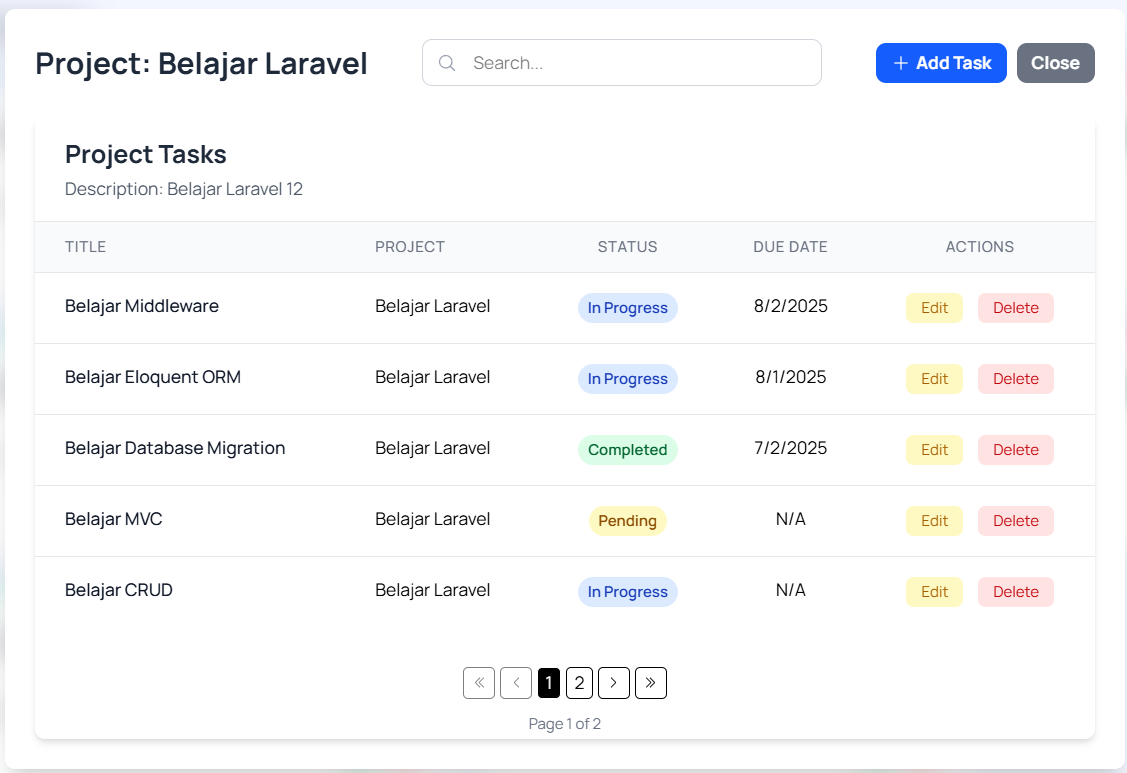 Project: Belajar Laravel
Search...
+ Add Task
Close
Project Tasks
Description: Belajar Laravel 12
TITLE PROJECT STATUS DUE DATE ACTIONS
Belajar Middleware Belajar Laravel In Progress 8/2/2025 Edit Delete
Belajar Eloquent ORM Belajar Laravel In Progress 8/1/2025 Edit Delete
Belajar Database Migration Belajar Laravel Completed 7/2/2025 Edit Delete
Belajar MVC Belajar Laravel Pending N/A Edit Delete
Belajar CRUD Belajar Laravel In Progress N/A Edit Delete
« ‹ 1 2 › »
Page 1 of 2